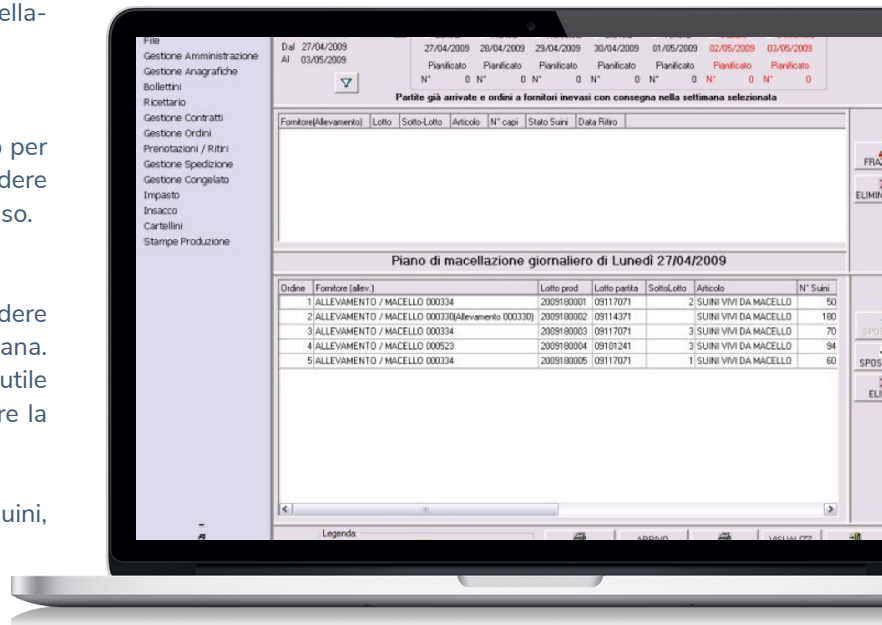 ella-
o per
dere
so.
dere
ana.
utile
re la
uini,
File
Gestione Amministrazione
Gestione Anagrafiche
Bollettini
Ricettario
Gestione Contratti
Gestione Ordini
Prenotazioni / Ritiri
Gestione Spedizione
Gestione Congelato
Impasto
Insacco
Cartellini
Stampe Produzione
Dal 27/04/2009
Al 03/05/2009
27/04/2009 28/04/2009 29/04/2009 30/04/2009 01/05/2009 02/05/2009 03/05/2009
Pianificato Pianificato Pianificato Pianificato Pianificato Pianificato Pianificato
N° 0 N° 0 N° 0 N° 0 N° 0 N° 0 N° 0
Partite già arrivate e ordini a fornitori inevasi con consegna nella settimana selezionata
Fornitore(Allevamento) Lotto Sotto-Lotto Articolo N° capi Stato Suini Data Ritiro
FRA
ELIMIN
Piano di macellazione giornaliero di Lunedì 27/04/2009
Ordine Fornitore (allev.) Lotto prod Lotto partita SottoLotto Articolo N° Suini
1 ALLEVAMENTO / MACELLO 000334 2009180001 09117071 2 SUINI VIVI DA MACELLO 50
2 ALLEVAMENTO / MACELLO 000330(Allevamento 000330) 2009180002 09114371 SUINI VIVI DA MACELLO 180
3 ALLEVAMENTO / MACELLO 000334 2009180003 09117071 3 SUINI VIVI DA MACELLO 70
4 ALLEVAMENTO / MACELLO 000523 2009180004 09101241 3 SUINI VIVI DA MACELLO 94
5 ALLEVAMENTO / MACELLO 000334 2009180005 09117071 1 SUINI VIVI DA MACELLO 60
SPOS
SPOS
ELI
Legenda:
ARRIVO
VISUALIZZ